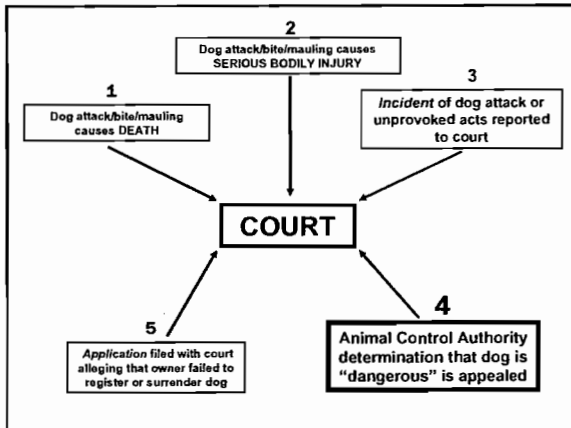 1
Dog attack/bite/mauling
causes DEATH
2
Dog attack/bite/mauling causes
SERIOUS BODILY INJURY
3
Incident of dog attack or
unprovoked acts reported
to court
COURT
4
Animal Control Authority
determination that dog is
“dangerous” is appealed
5
Application filed with court
alleging that owner failed to
register or surrender dog